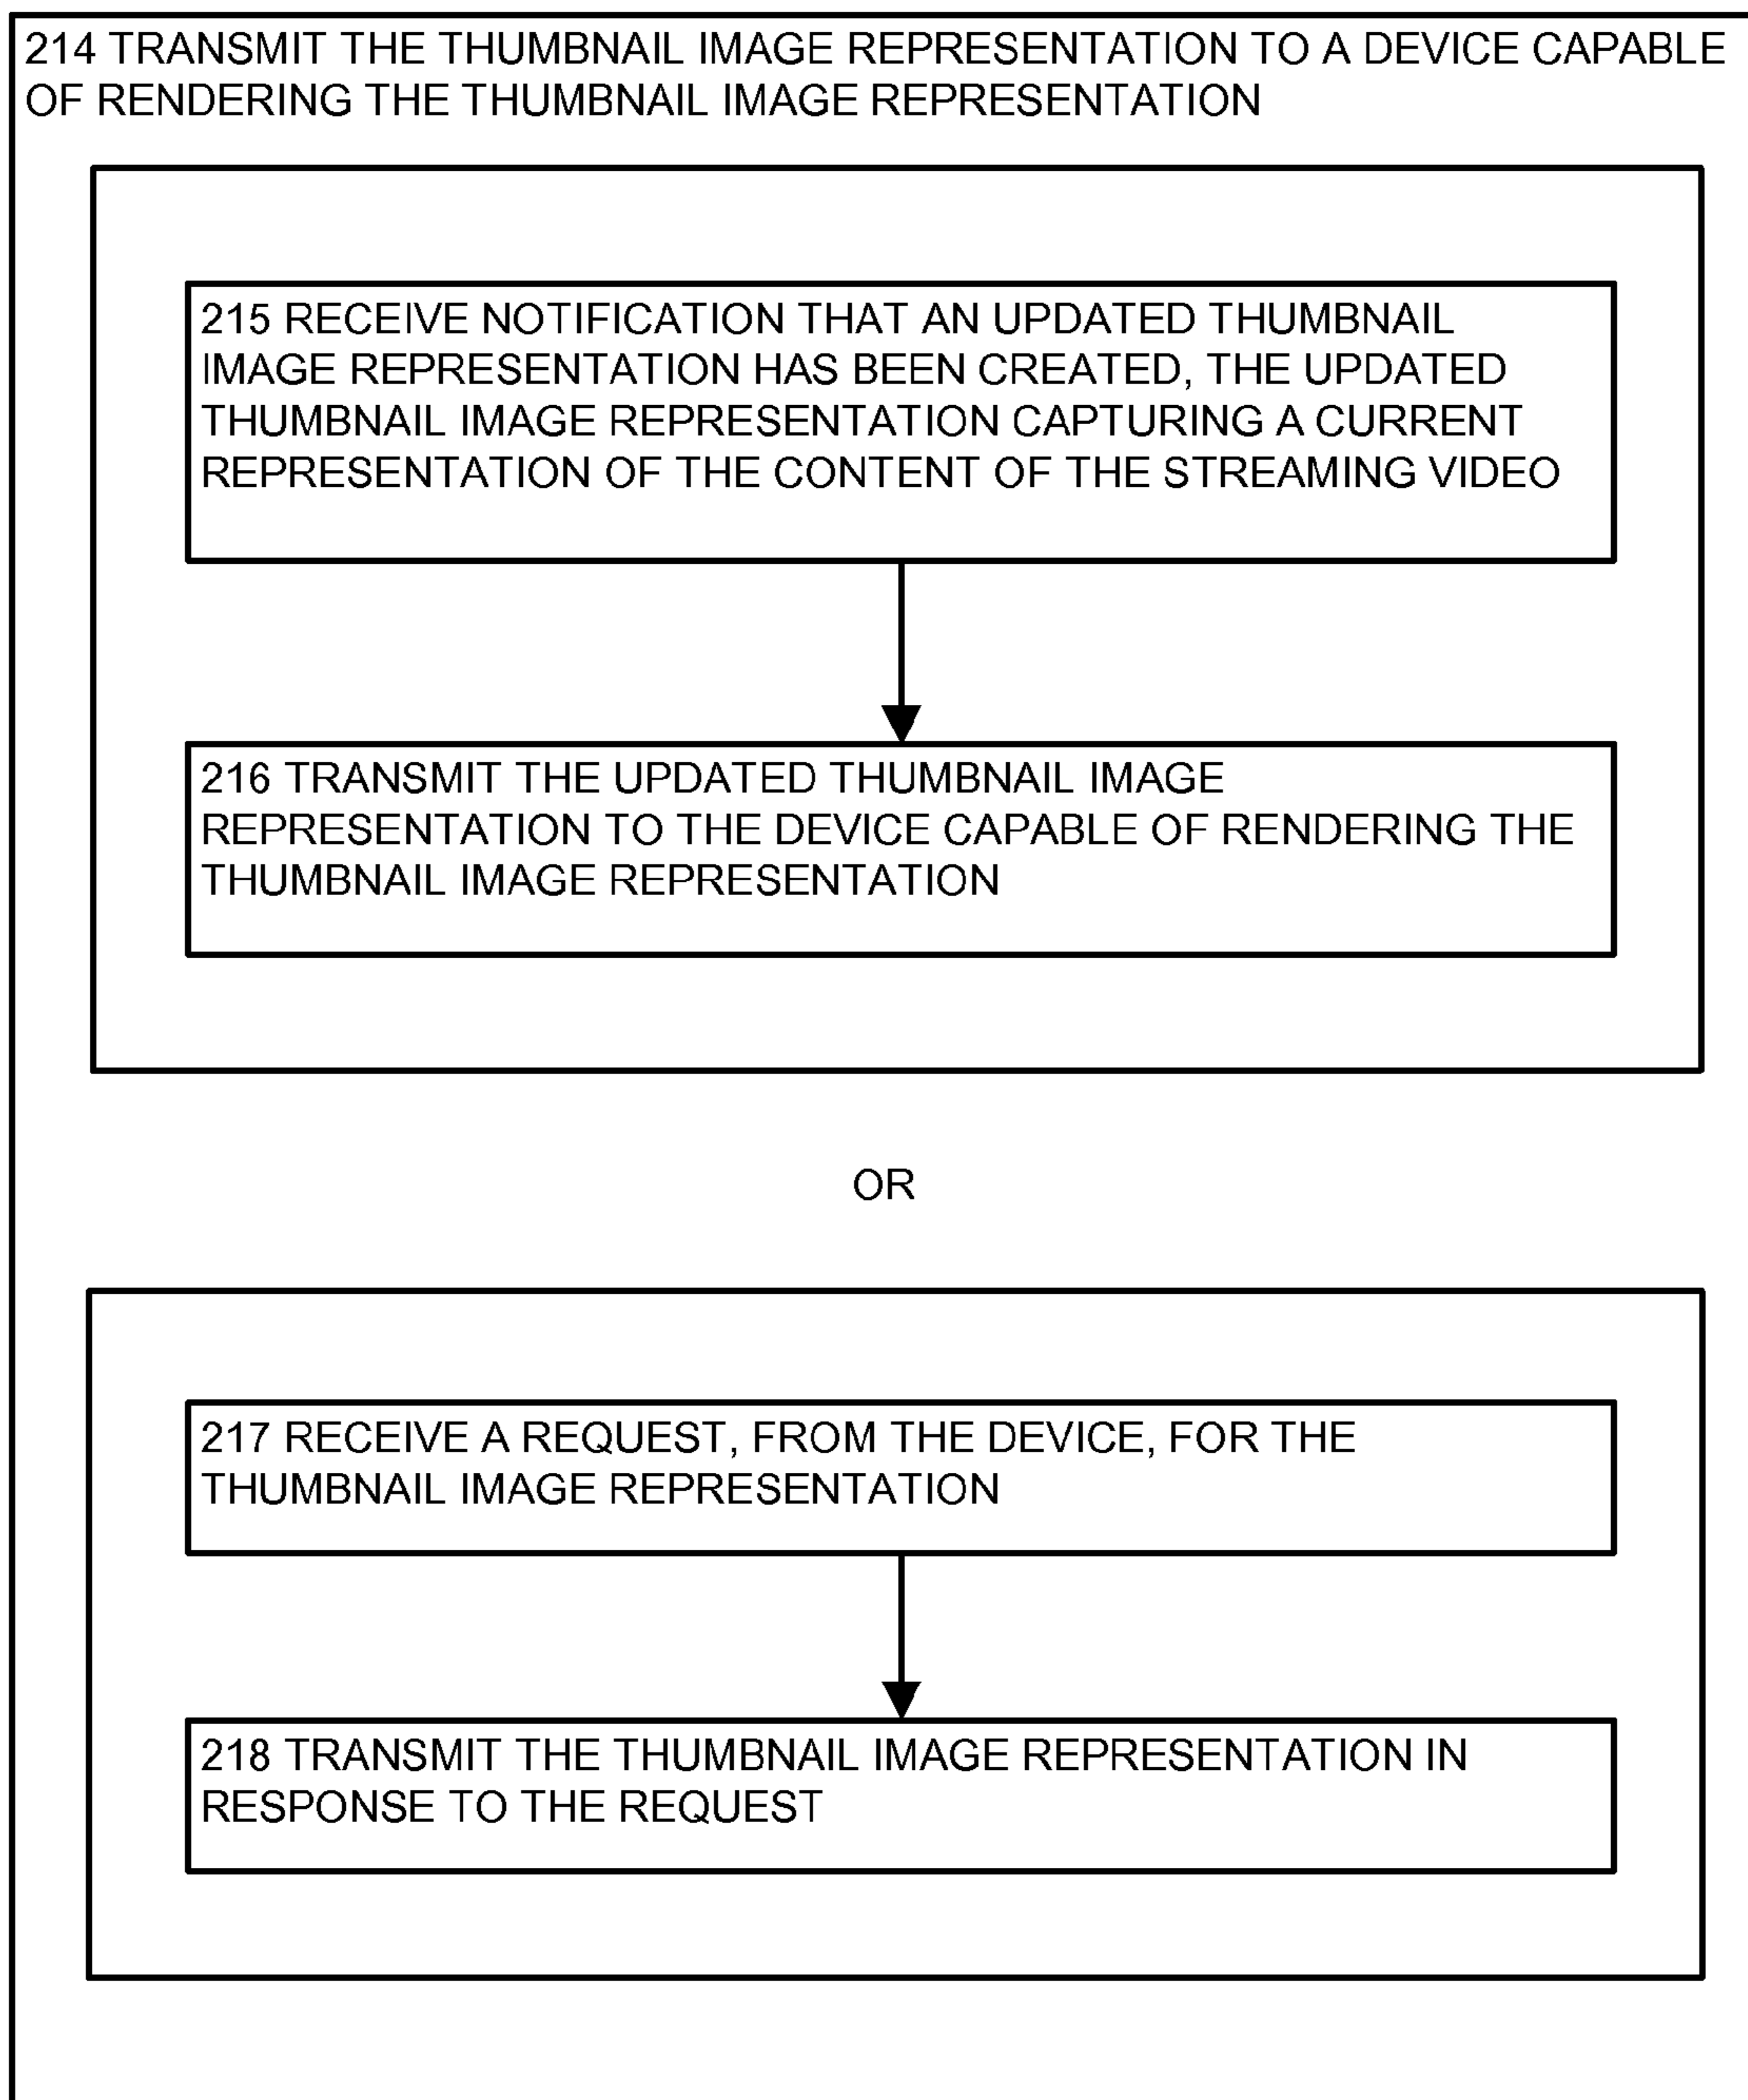 214 TRANSMIT THE THUMBNAIL IMAGE REPRESENTATION TO A DEVICE CAPABLE
OF RENDERING THE THUMBNAIL IMAGE REPRESENTATION
215 RECEIVE NOTIFICATION THAT AN UPDATED THUMBNAIL
IMAGE REPRESENTATION HAS BEEN CREATED, THE UPDATED
THUMBNAIL IMAGE REPRESENTATION CAPTURING A CURRENT
REPRESENTATION OF THE CONTENT OF THE STREAMING VIDEO
216 TRANSMIT THE UPDATED THUMBNAIL IMAGE
REPRESENTATION TO THE DEVICE CAPABLE OF RENDERING THE
THUMBNAIL IMAGE REPRESENTATION
OR
217 RECEIVE A REQUEST, FROM THE DEVICE, FOR THE
THUMBNAIL IMAGE REPRESENTATION
218 TRANSMIT THE THUMBNAIL IMAGE REPRESENTATION IN
RESPONSE TO THE REQUEST